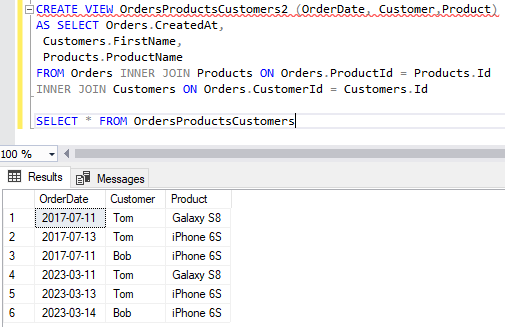 CREATE VIEW OrdersProductsCustomers2 (OrderDate, Customer,Product)
AS SELECT Orders.CreatedAt,
Customers.FirstName,
Products.ProductName
FROM Orders INNER JOIN Products ON Orders.ProductId = Products.Id
INNER JOIN Customers ON Orders.CustomerId = Customers.Id
SELECT * FROM OrdersProductsCustomers
100 %
Results Messages
OrderDate Customer Product
1 2017-07-11 Tom Galaxy S8
2 2017-07-13 Tom iPhone 6S
3 2017-07-11 Bob iPhone 6S
4 2023-03-11 Tom Galaxy S8
5 2023-03-13 Tom iPhone 6S
6 2023-03-14 Bob iPhone 6S